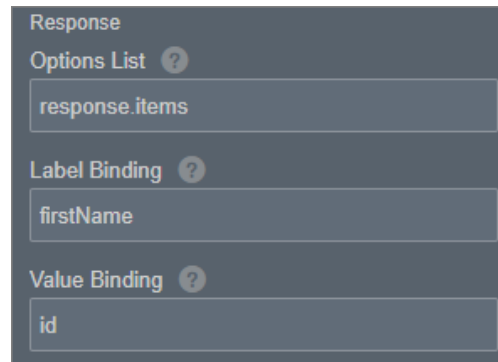 Response
Options List ?
response.items
Label Binding ?
firstName
Value Binding ?
id